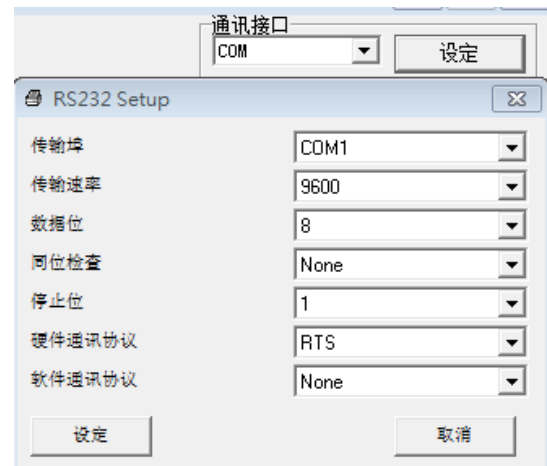 通讯接口
COM
设定
RS232 Setup
传输埠 COM1
传输速率 9600
数据位 8
同位检查 None
停止位 1
硬件通讯协议 RTS
软件通讯协议 None
设定 取消